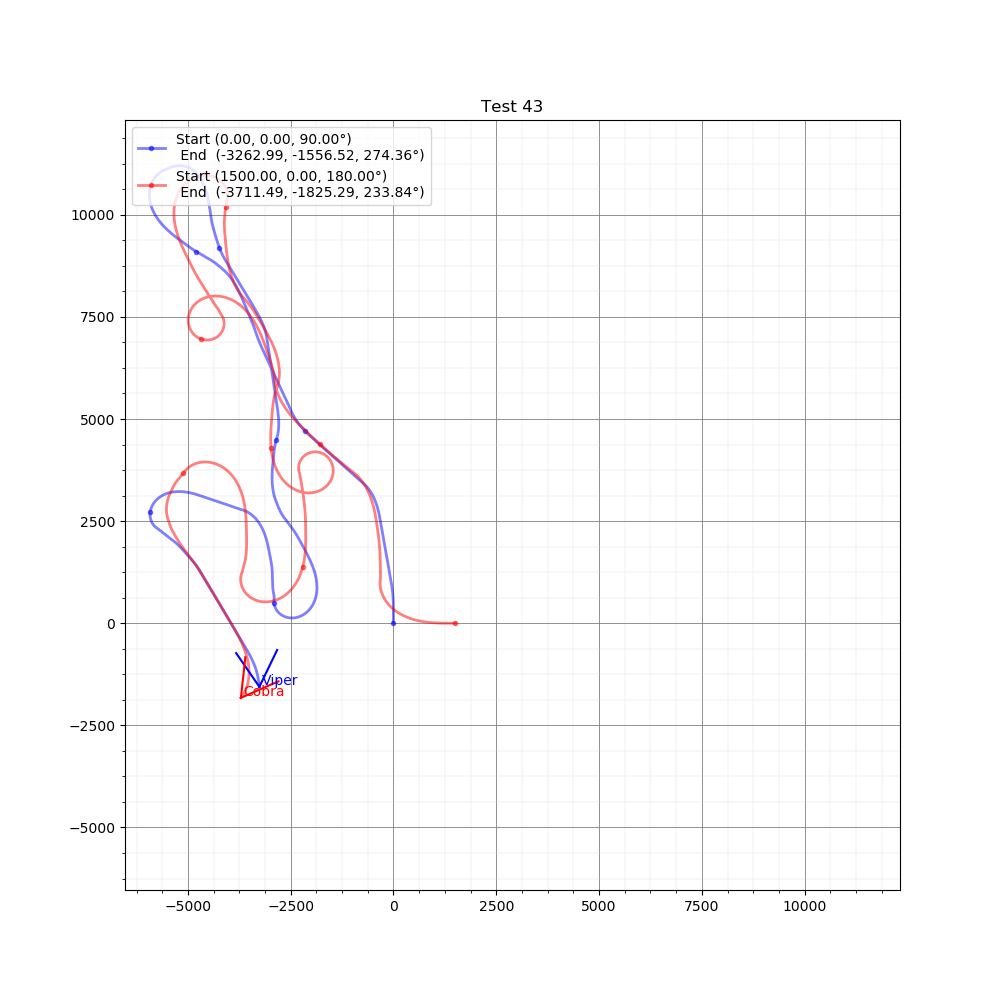 Test 43
Start (0.00, 0.00, 90.00°)
End (-3262.99, -1556.52, 274.36°)
Start (1500.00, 0.00, 180.00°)
End (-3711.49, -1825.29, 233.84°)
10000
7500
5000
2500
0
−2500
−5000
Viper
Cobra
−5000 −2500 0 2500 5000 7500 10000